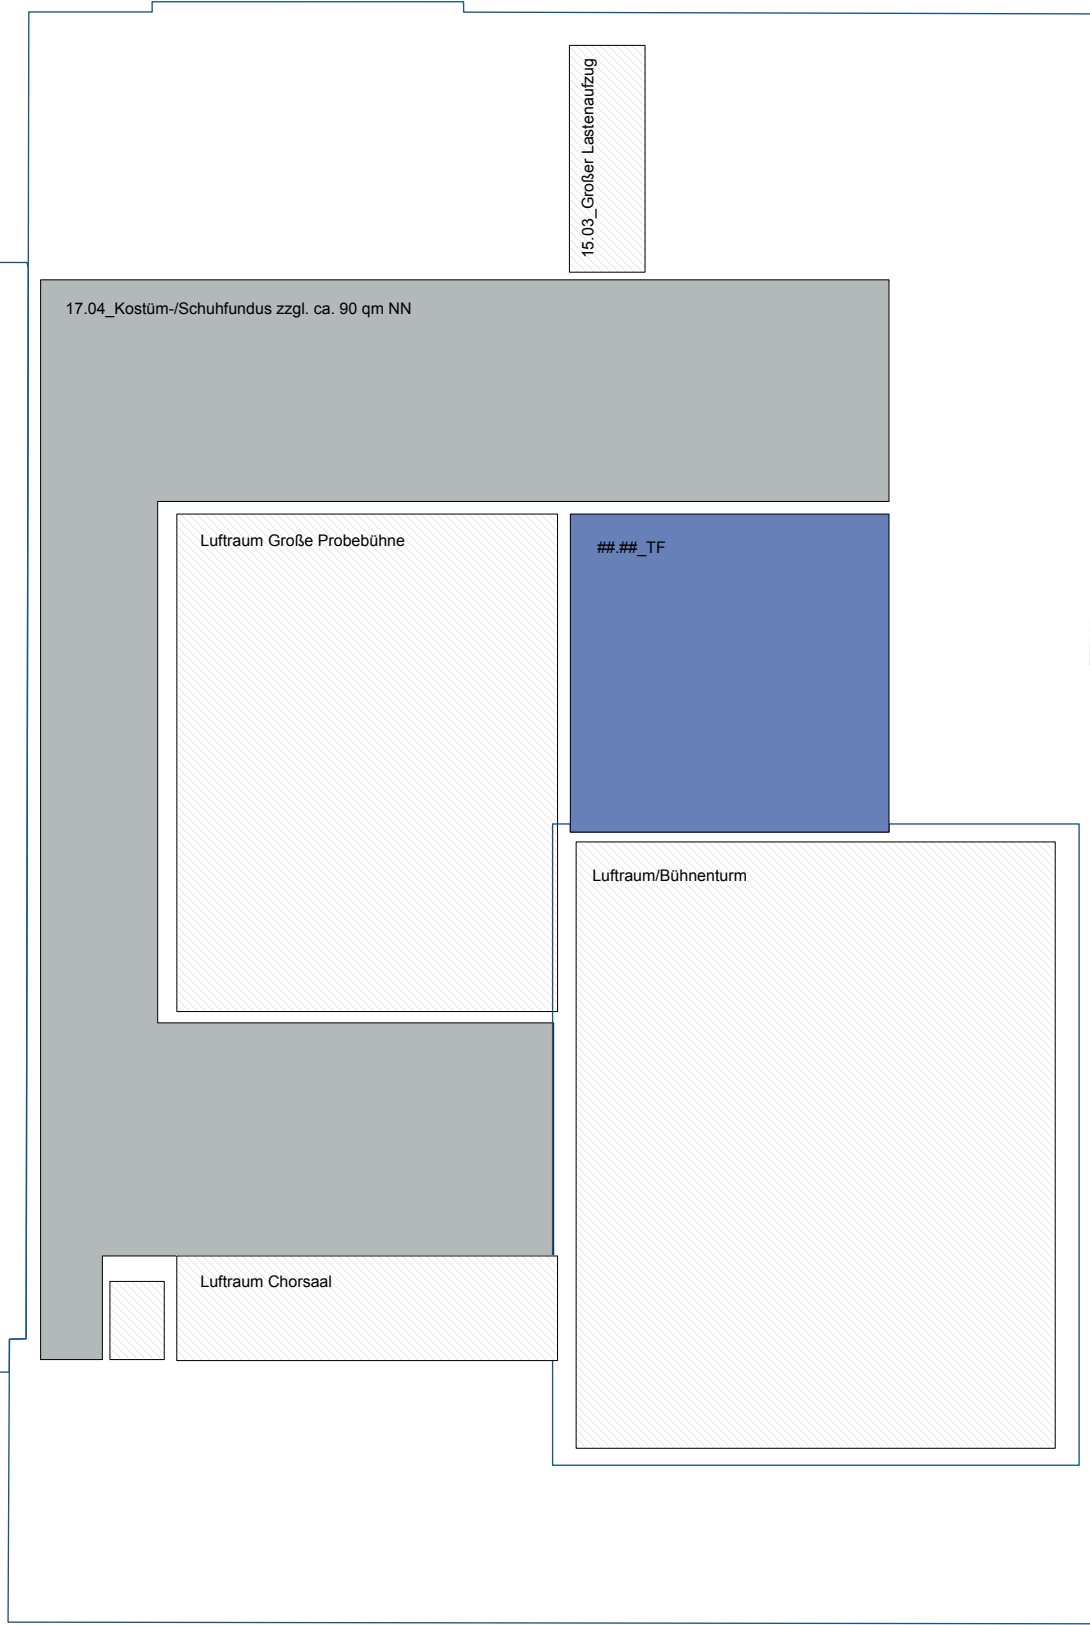 15.03_Großer Lastenaufzug
17.04_Kostüm-/Schuhfundus zzgl. ca. 90 qm NN
Luftraum Große Probebühne
##.##_TF
Luftraum/Bühnenturm
Luftraum Chorsaal